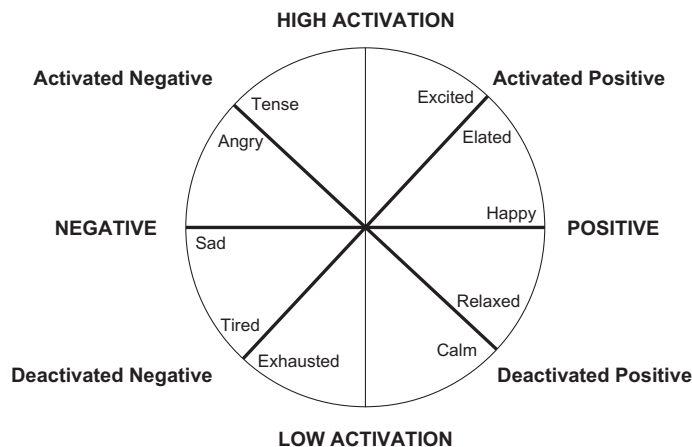 HIGH ACTIVATION
Activated Negative
Activated Positive
Tense
Excited
Angry
Elated
NEGATIVE
Happy
POSITIVE
Sad
Relaxed
Tired
Calm
Exhausted
Deactivated Negative
Deactivated Positive
LOW ACTIVATION